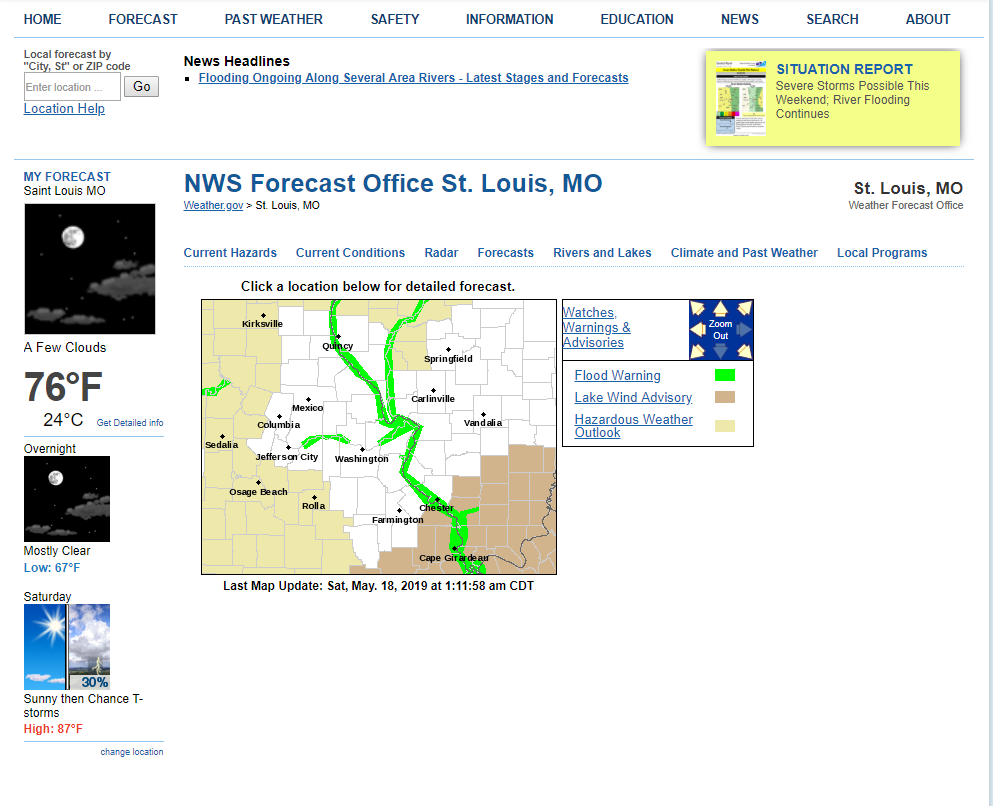 HOME FORECAST PAST WEATHER SAFETY INFORMATION EDUCATION NEWS SEARCH ABOUT
Local forecast by
"City, St" or ZIP code
Enter location ...
Go
Location Help
News Headlines
Flooding Ongoing Along Several Area Rivers - Latest Stages and Forecasts
SITUATION REPORT
Severe Storms Possible This
Weekend; River Flooding
Continues
MY FORECAST
Saint Louis MO
A Few Clouds
76°F
24°C
Get Detailed info
Overnight
Mostly Clear
Low: 67°F
Saturday
30%
Sunny then Chance T-
storms
High: 87°F
change location
NWS Forecast Office St. Louis, MO
Weather.gov > St. Louis, MO
St. Louis, MO
Weather Forecast Office
Current Hazards Current Conditions Radar Forecasts Rivers and Lakes Climate and Past Weather Local Programs
Click a location below for detailed forecast.
Kirksville
Quincy
Springfield
Carlinville
Mexico
Columbia
Vandalia
Sedalia
Jefferson City
Washington
Osage Beach
Rolla
Chester
Farmington
Cape Girardeau
Last Map Update: Sat, May. 18, 2019 at 1:11:58 am CDT
Watches,
Warnings &
Advisories
Zoom
Out
Flood Warning
Lake Wind Advisory
Hazardous Weather
Outlook